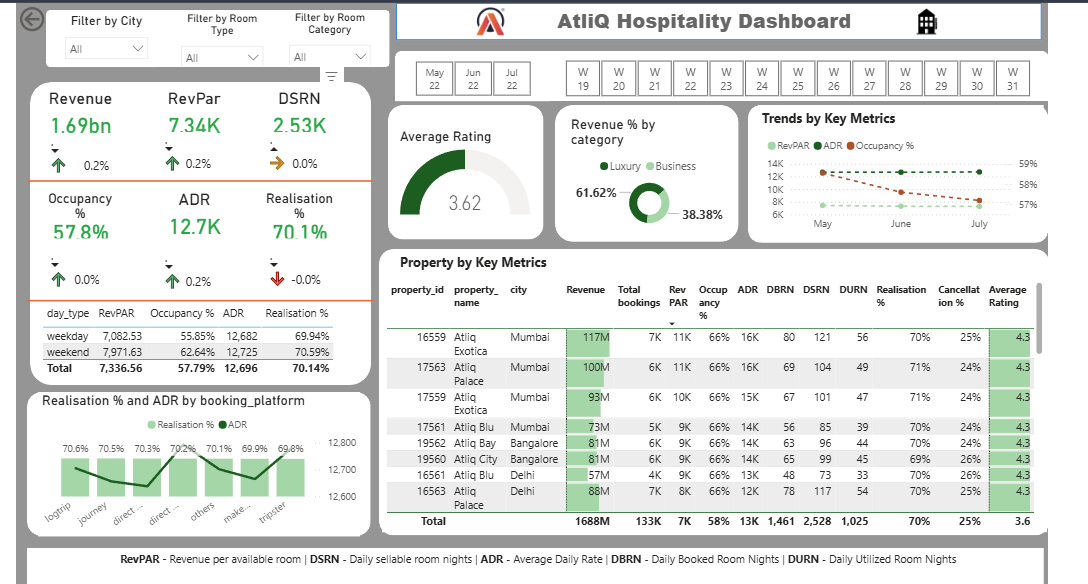 Filter by City
Filter by Room
Type
Filter by Room
Category
All
All
All
AtliQ Hospitality Dashboard
May
22
Jun
22
Jul
22
W
19
W
20
W
21
W
22
W
23
W
24
W
25
W
26
W
27
W
28
W
29
W
30
W
31
Revenue
1.69bn
0.2%
RevPar
7.34K
0.2%
DSRN
2.53K
0.0%
Occupancy
%
57.8%
0.0%
ADR
12.7K
0.2%
Realisation
%
70.1%
-0.0%
day_type RevPAR Occupancy % ADR Realisation %
weekday 7,082.53 55.85% 12,682 69.94%
weekend 7,971.63 62.64% 12,725 70.59%
Total 7,336.56 57.79% 12,696 70.14%
Average Rating
3.62
Revenue % by
category
Luxury Business
61.62%
38.38%
Trends by Key Metrics
RevPAR ADR Occupancy %
14K
12K
10K
8K
6K
59%
58%
57%
May June July
Realisation % and ADR by booking_platform
Realisation % ADR
70.6% 70.5% 70.3% 70.2% 70.1% 69.9% 69.8%
12,800
12,700
12,600
logtrip journey ... direct ... direct ... others make... tripster
Property by Key Metrics
property_id property_
name city Revenue Total
bookings Rev
PAR Occup
ancy
% ADR DBRN DSRN DURN Realisation
% Cancellat
ion % Average
Rating
16559 Atliq
Exotica Mumbai 117M 7K 11K 66% 16K 80 121 56 70% 25% 4.3
17563 Atliq
Palace Mumbai 100M 6K 11K 66% 16K 69 104 49 71% 24% 4.3
17559 Atliq
Exotica Mumbai 93M 6K 10K 66% 15K 67 101 47 71% 24% 4.3
17561 Atliq Blu Mumbai 73M 5K 9K 66% 14K 56 85 39 70% 24% 4.3
19562 Atliq Bay Bangalore 81M 6K 9K 66% 14K 63 96 44 70% 24% 4.3
19560 Atliq City Bangalore 81M 6K 9K 66% 14K 65 99 45 69% 26% 4.3
16561 Atliq Blu Delhi 57M 4K 9K 66% 13K 48 73 33 70% 26% 4.3
16563 Atliq
Palace Delhi 88M 7K 8K 66% 12K 78 117 54 70% 25% 4.3
Total 1688M 133K 7K 58% 13K 1,461 2,528 1,025 70% 25% 3.6
RevPAR - Revenue per available room | DSRN - Daily sellable room nights | ADR - Average Daily Rate | DBRN - Daily Booked Room Nights | DURN - Daily Utilized Room Nights